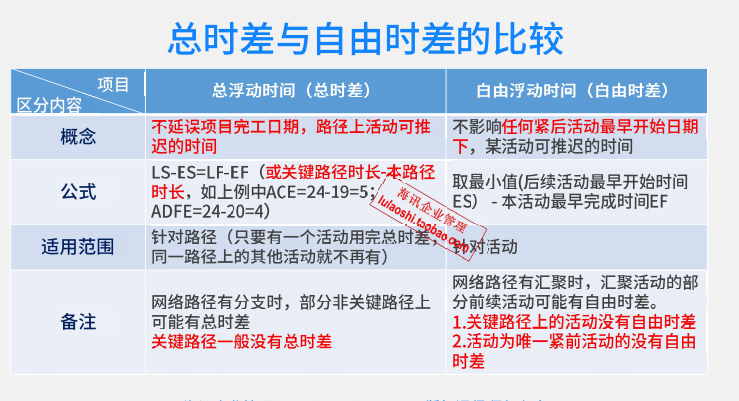 总时差与自由时差的比较
项目
区分内容
总浮动时间（总时差）
白由浮动时问（白由时差）
概念
不延误项目完工口期，路径上活动可推
迟的时间
不影响任何紧后活动最早开始日期
下，某活动可推迟的时间
公式
LS-ES=LF-EF（或关键路径时长-本路径
时长，如上例中ACE=24-19=5；
ADFE=24-20=4）
取最小值(后续活动最早开始时间
ES） - 本活动最早完成时间EF
适用范围
针对路径（只要有一个活动用完总时差，
同一路径上的其他活动就不再有）
针对活动
备注
网络路径有分支时，部分非关键路径上
可能有总时差
关键路径一般没有总时差
网络路径有汇聚时，汇聚活动的部
分前续活动可能有自由时差。
1.关键路径上的活动没有自由时差
2.活动为唯一紧前活动的没有自由
时差
海讯企业管理
lulaoshi.taobao.com